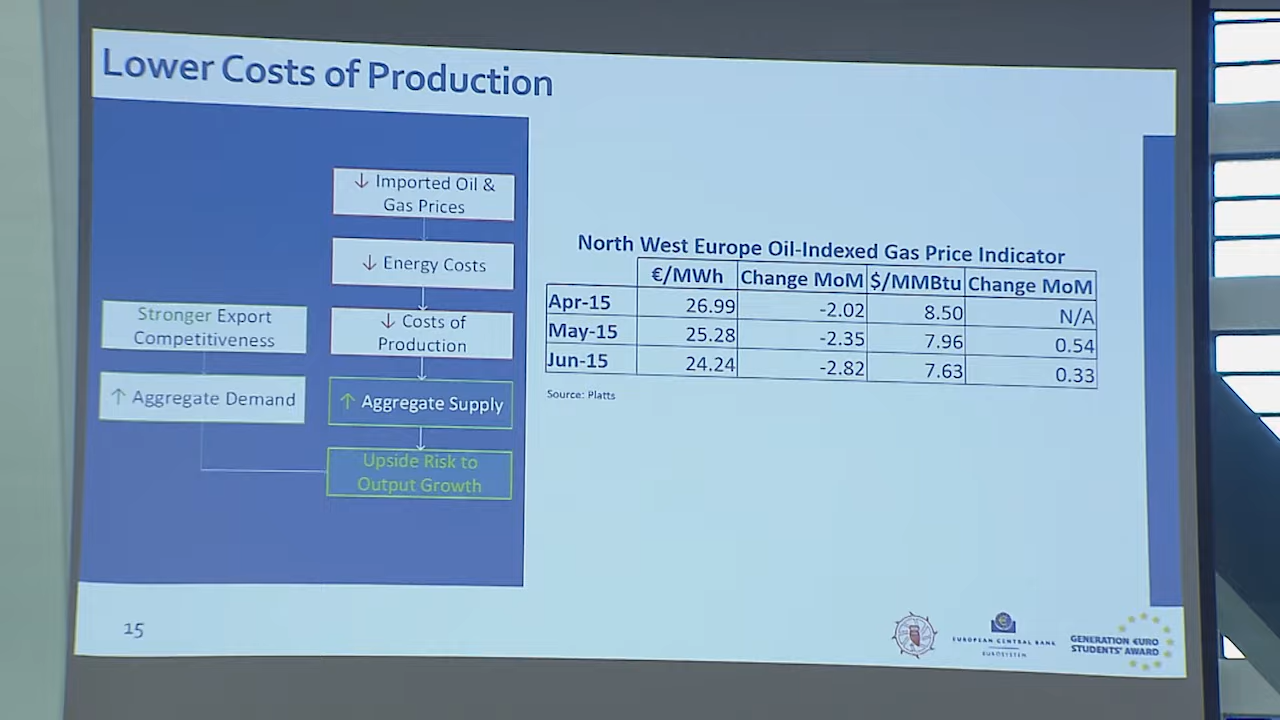 Lower Costs of Production
↓ Imported Oil &
Gas Prices
↓ Energy Costs
↓ Costs of
Production
↑ Aggregate Supply
Upside Risk to
Output Growth
Stronger Export
Competitiveness
↑ Aggregate Demand
North West Europe Oil-Indexed Gas Price Indicator
€/MWh Change MoM $/MMBtu Change MoM
Apr-15 26.99 -2.02 8.50 N/A
May-15 25.28 -2.35 7.96 0.54
Jun-15 24.24 -2.82 7.63 0.33
Source: Platts
15
EUROPEAN CENTRAL BANK
EUROSYSTEM
GENERATION €URO
STUDENTS' AWARD